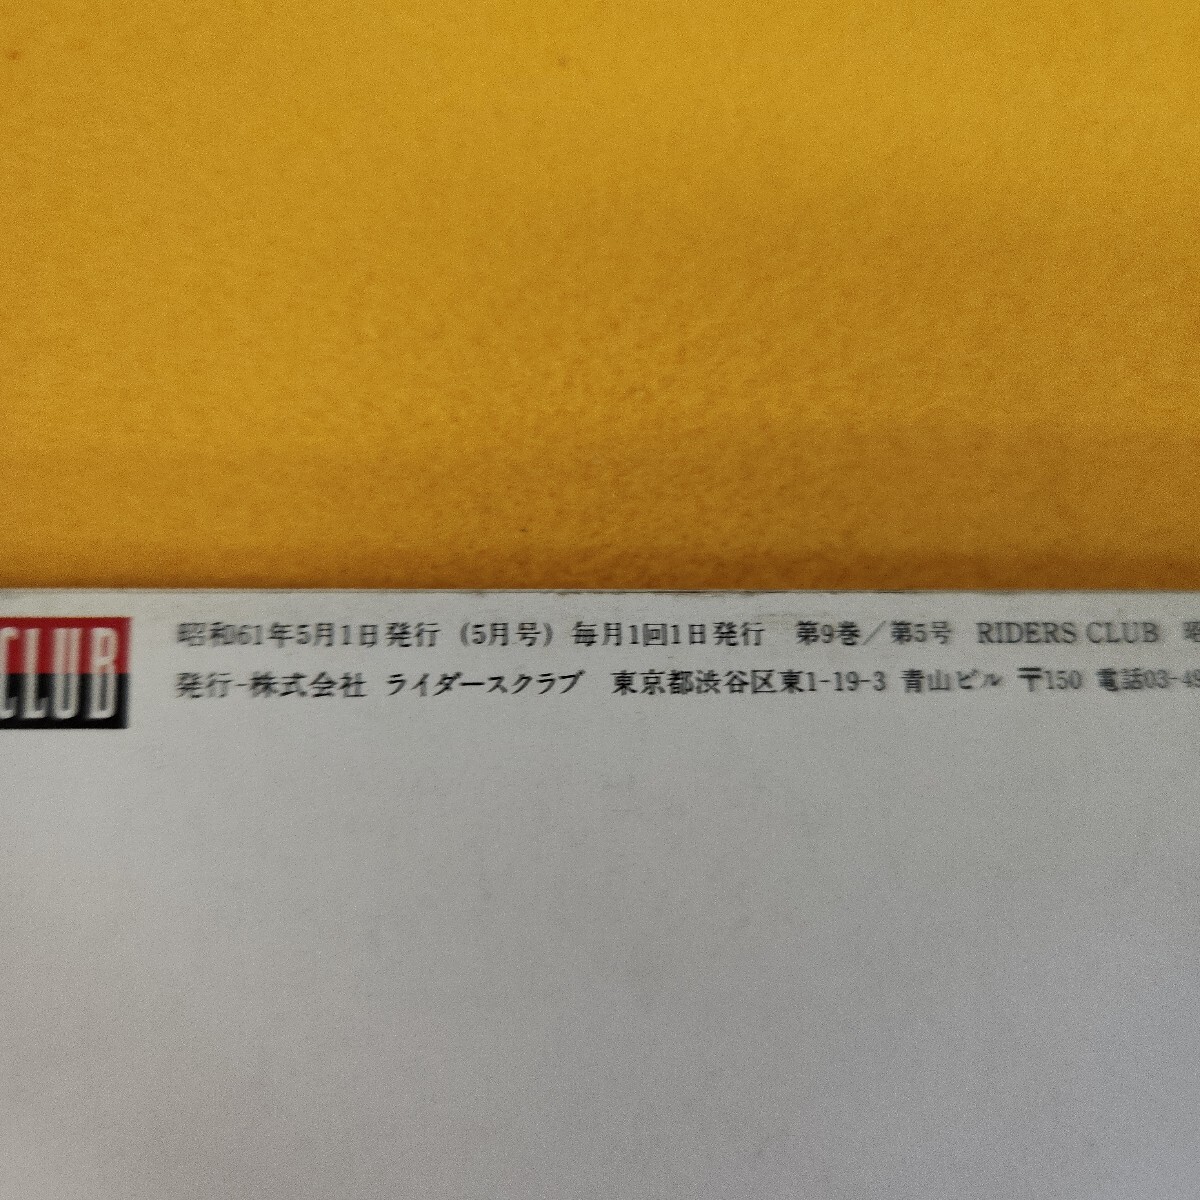 CLUB
昭和61年5月1日発行（5月号）毎月1回1日発行　第9巻／第5号　RIDERS CLUB　昭
発行-株式会社 ライダースクラブ　東京都渋谷区東1-19-3 青山ビル 〒150 電話03-49